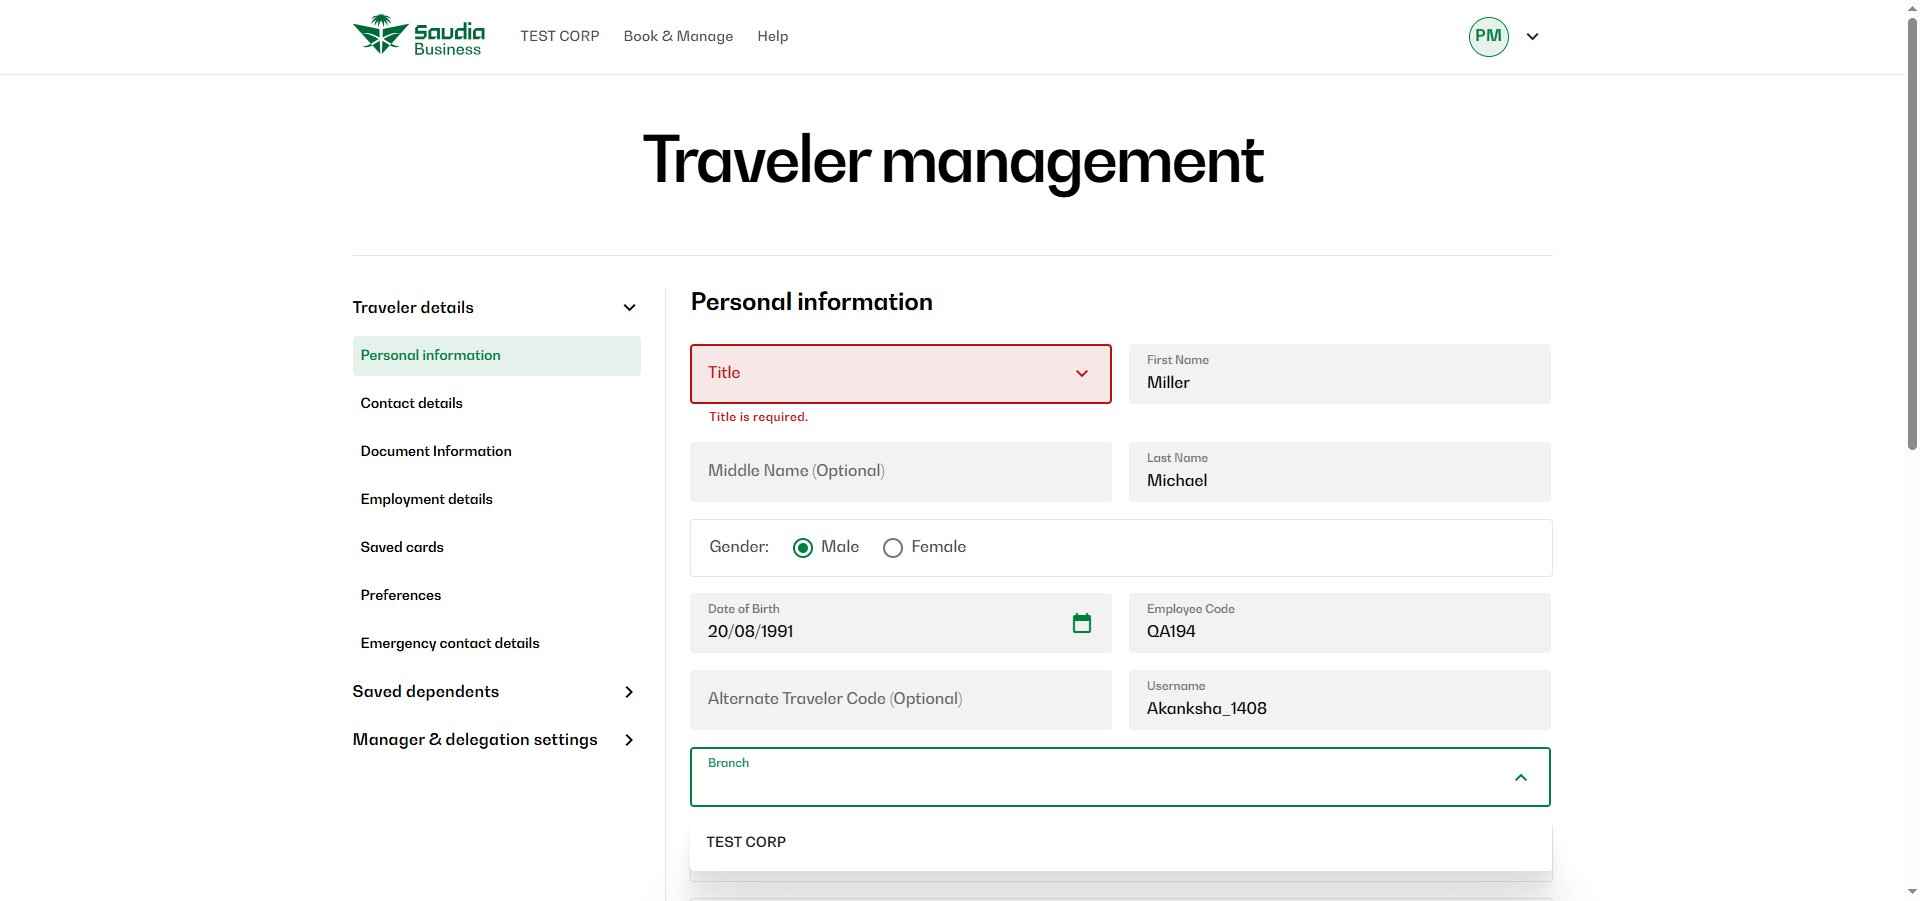 Saudia
Business
TEST CORP
Book & Manage
Help
PM
Traveler management
Traveler details
Personal information
Contact details
Document Information
Employment details
Saved cards
Preferences
Emergency contact details
Saved dependents
Manager & delegation settings
Personal information
Title
Title is required.
First Name
Miller
Middle Name (Optional)
Last Name
Michael
Gender:
Male
Female
Date of Birth
20/08/1991
Employee Code
QA194
Alternate Traveler Code (Optional)
Username
Akanksha_1408
Branch
TEST CORP